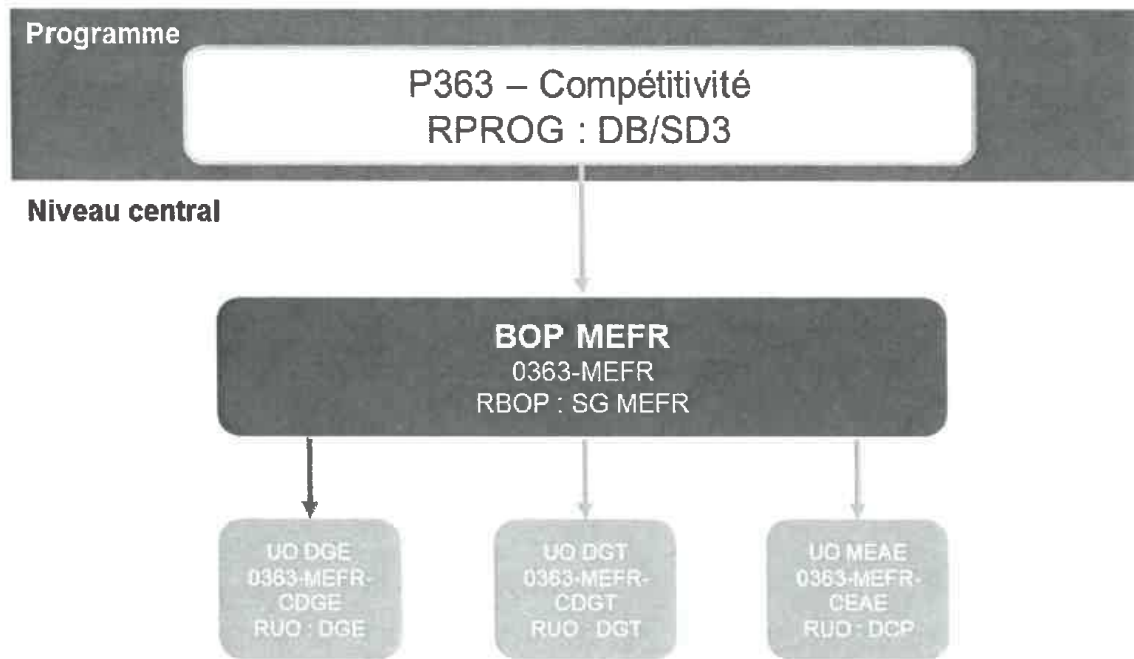 Programme
P363 – Compétitivité
RPROG : DB/SD3
Niveau central
BOP MEFR
0363-MEFR
RBOP : SG MEFR
UO DGE
0363-MEFR-
CDGE
RUO : DGE
UO DGT
0363-MEFR-
CDGT
RUO : DGT
UO MEAE
0363-MEFR-
CEAE
RUO : DCP